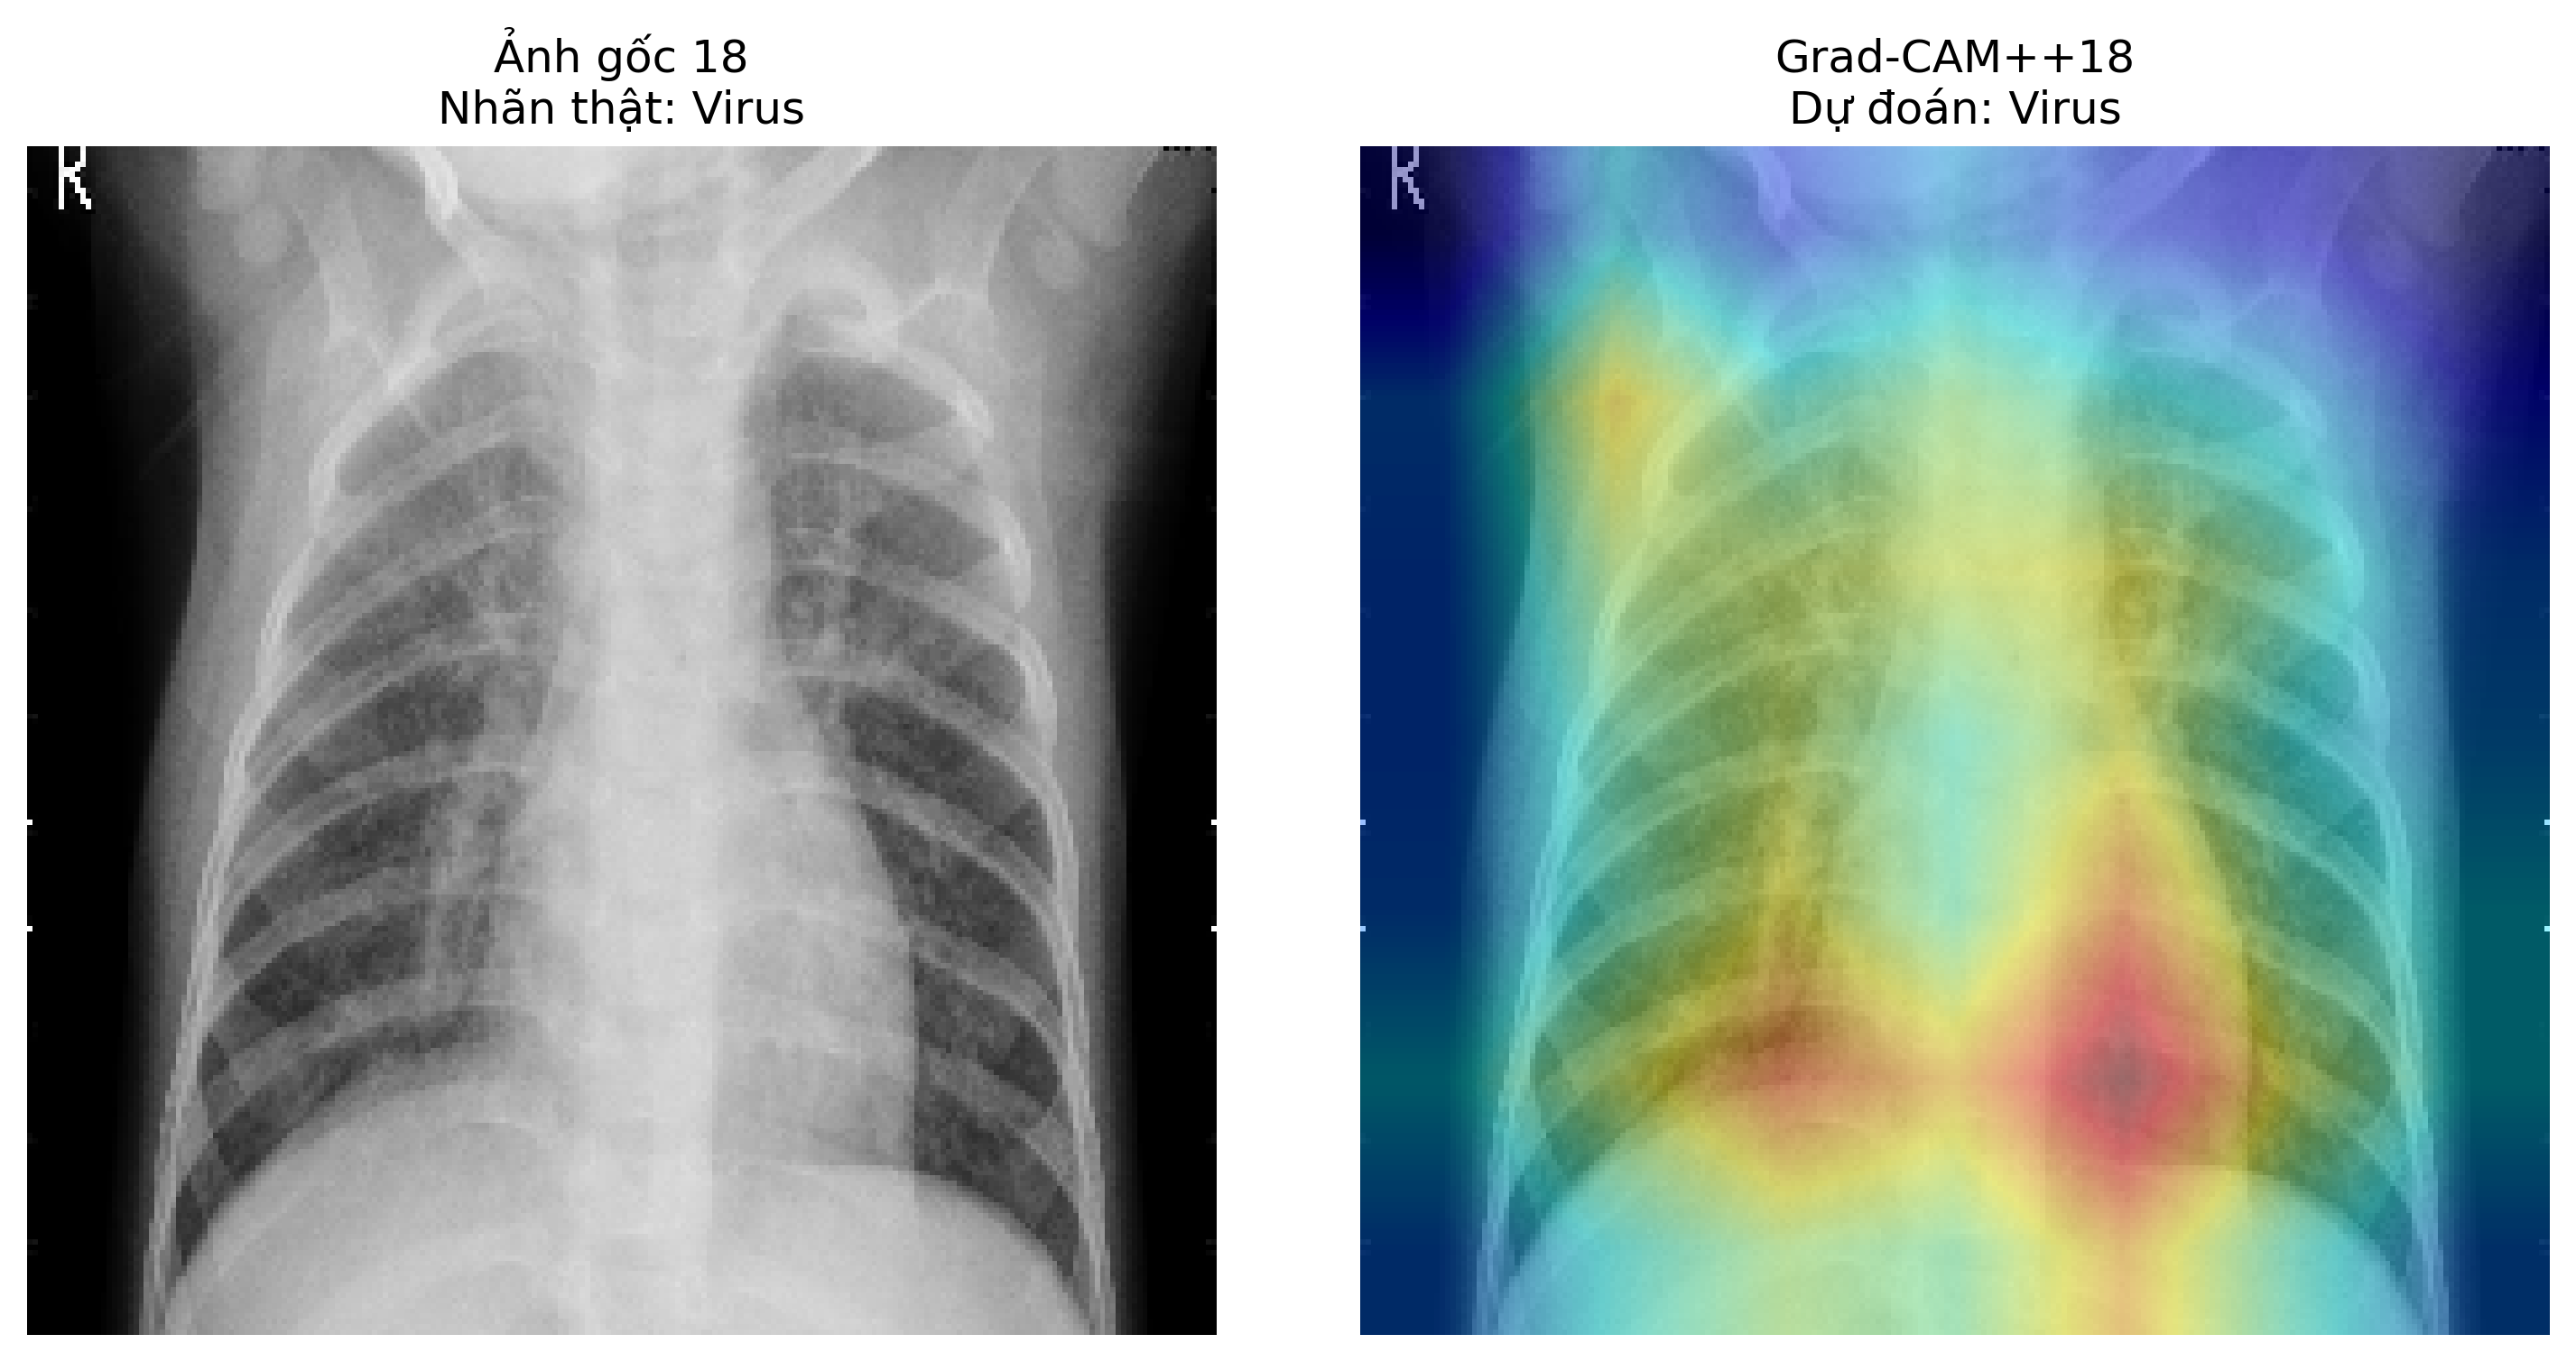 Ảnh gốc 18
Nhãn thật: Virus
Grad-CAM++18
Dự đoán: Virus
R
R